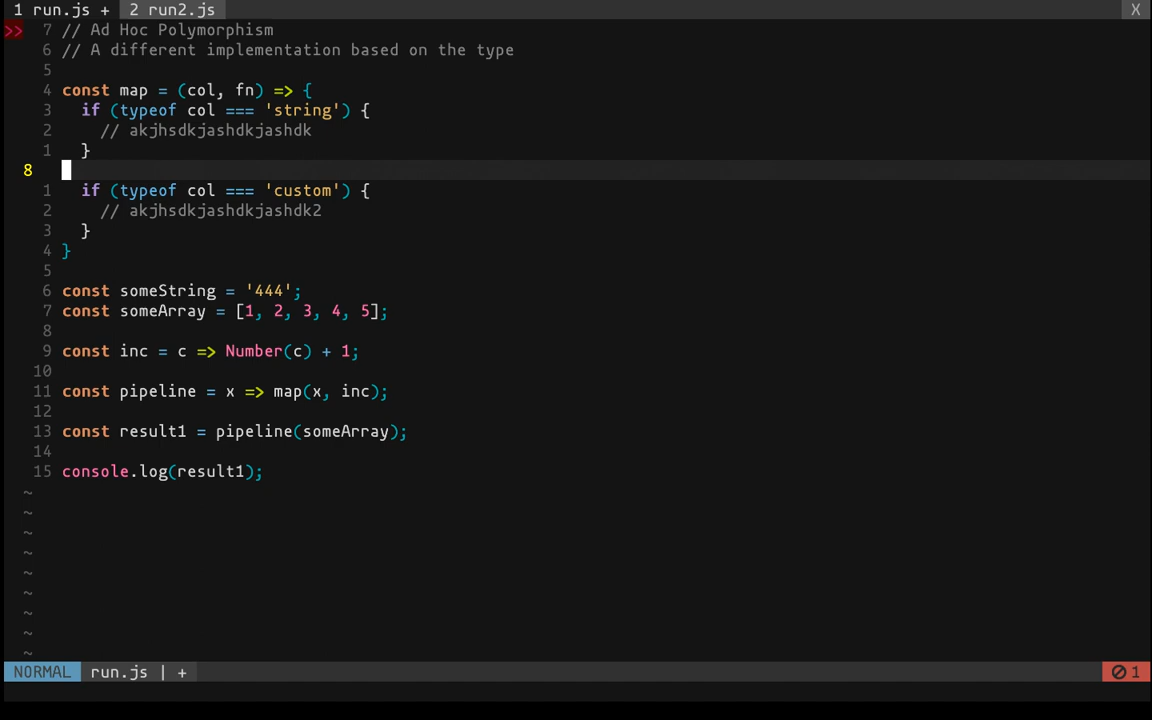 1 run.js + 2 run2.js X
>> 7 // Ad Hoc Polymorphism
6 // A different implementation based on the type
5
4 const map = (col, fn) => {
3   if (typeof col === 'string') {
2     // akjhsdkjashdkjashdk
1   }
8
1   if (typeof col === 'custom') {
2     // akjhsdkjashdkjashdk2
3   }
4 }
5
6 const someString = '444';
7 const someArray = [1, 2, 3, 4, 5];
8
9 const inc = c => Number(c) + 1;
10
11 const pipeline = x => map(x, inc);
12
13 const result1 = pipeline(someArray);
14
15 console.log(result1);
~
~
~
~
~
~
~
~
~
NORMAL run.js | + 1